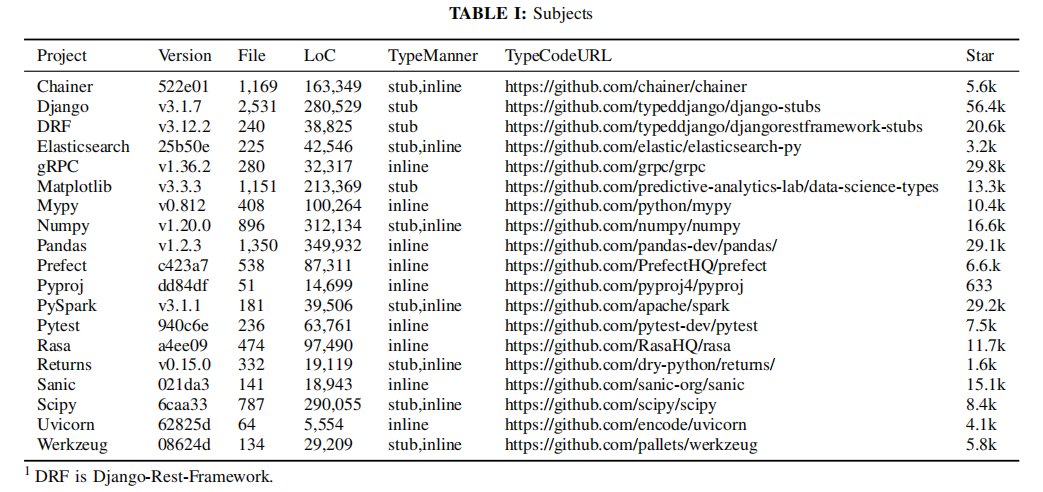 TABLE I: Subjects
Project Version File LoC TypeManner TypeCodeURL Star
Chainer 522e01 1,169 163,349 stub,inline https://github.com/chainer/chainer 5.6k
Django v3.1.7 2,531 280,529 stub https://github.com/typeddjango/django-stubs 56.4k
DRF v3.12.2 240 38,825 stub https://github.com/typeddjango/djangorestframework-stubs 20.6k
Elasticsearch 25b50e 225 42,546 stub,inline https://github.com/elastic/elasticsearch-py 3.2k
gRPC v1.36.2 280 32,317 inline https://github.com/grpc/grpc 29.8k
Matplotlib v3.3.3 1,151 213,369 stub https://github.com/predictive-analytics-lab/data-science-types 13.3k
Mypy v0.812 408 100,264 inline https://github.com/python/mypy 10.4k
Numpy v1.20.0 896 312,134 stub,inline https://github.com/numpy/numpy 16.6k
Pandas v1.2.3 1,350 349,932 inline https://github.com/pandas-dev/pandas/ 29.1k
Prefect c423a7 538 87,311 inline https://github.com/PrefectHQ/prefect 6.6.k
Pyproj dd84df 51 14,699 inline https://github.com/pyproj4/pyproj 633
PySpark v3.1.1 181 39,506 stub,inline https://github.com/apache/spark 29.2k
Pytest 940c6e 236 63,761 inline https://github.com/pytest-dev/pytest 7.5k
Rasa a4ee09 474 97,490 inline https://github.com/RasaHQ/rasa 11.7k
Returns v0.15.0 332 19,119 stub,inline https://github.com/dry-python/returns/ 1.6k
Sanic 021da3 141 18,943 inline https://github.com/sanic-org/sanic 15.1k
Scipy 6caa33 787 290,055 stub,inline https://github.com/scipy/scipy 8.4k
Uvicorn 62825d 64 5,554 inline https://github.com/encode/uvicorn 4.1k
Werkzeug 08624d 134 29,209 stub,inline https://github.com/pallets/werkzeug 5.8k
1 DRF is Django-Rest-Framework.